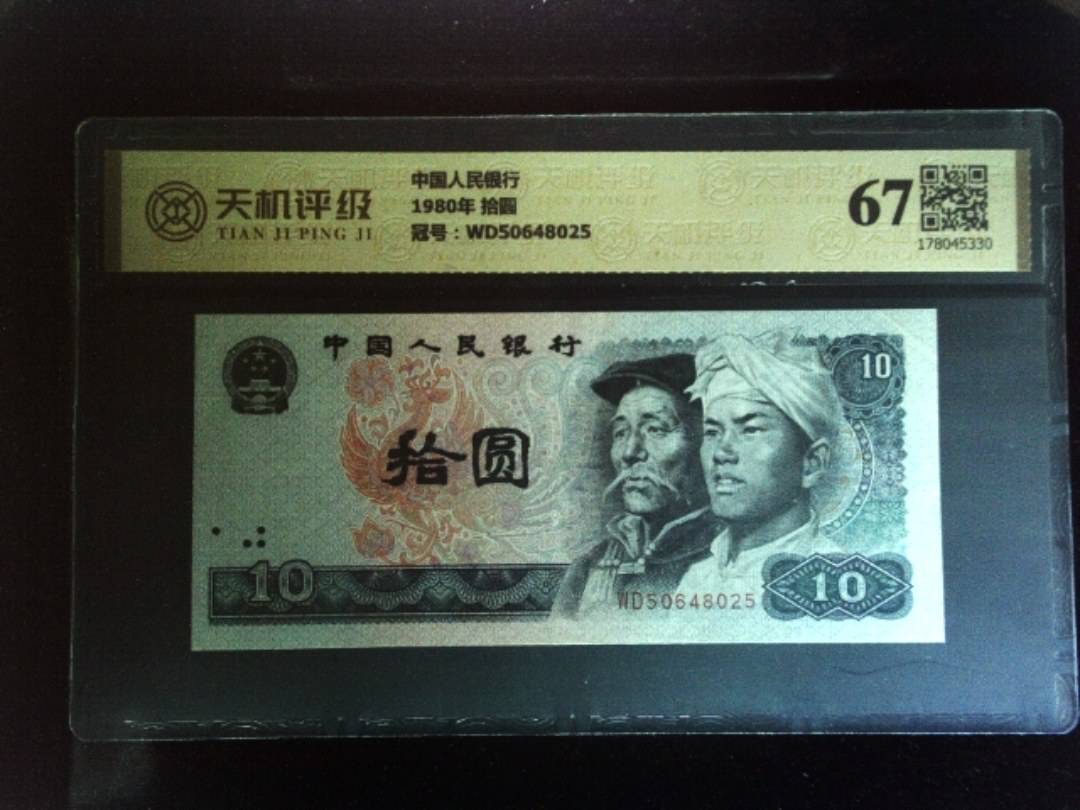 天机评级
TIAN JI PING JI
中国人民银行
1980年 拾圆
冠号：WD50648025
67
178045330
中国人民银行
10
拾圆
10
WD50648025
10